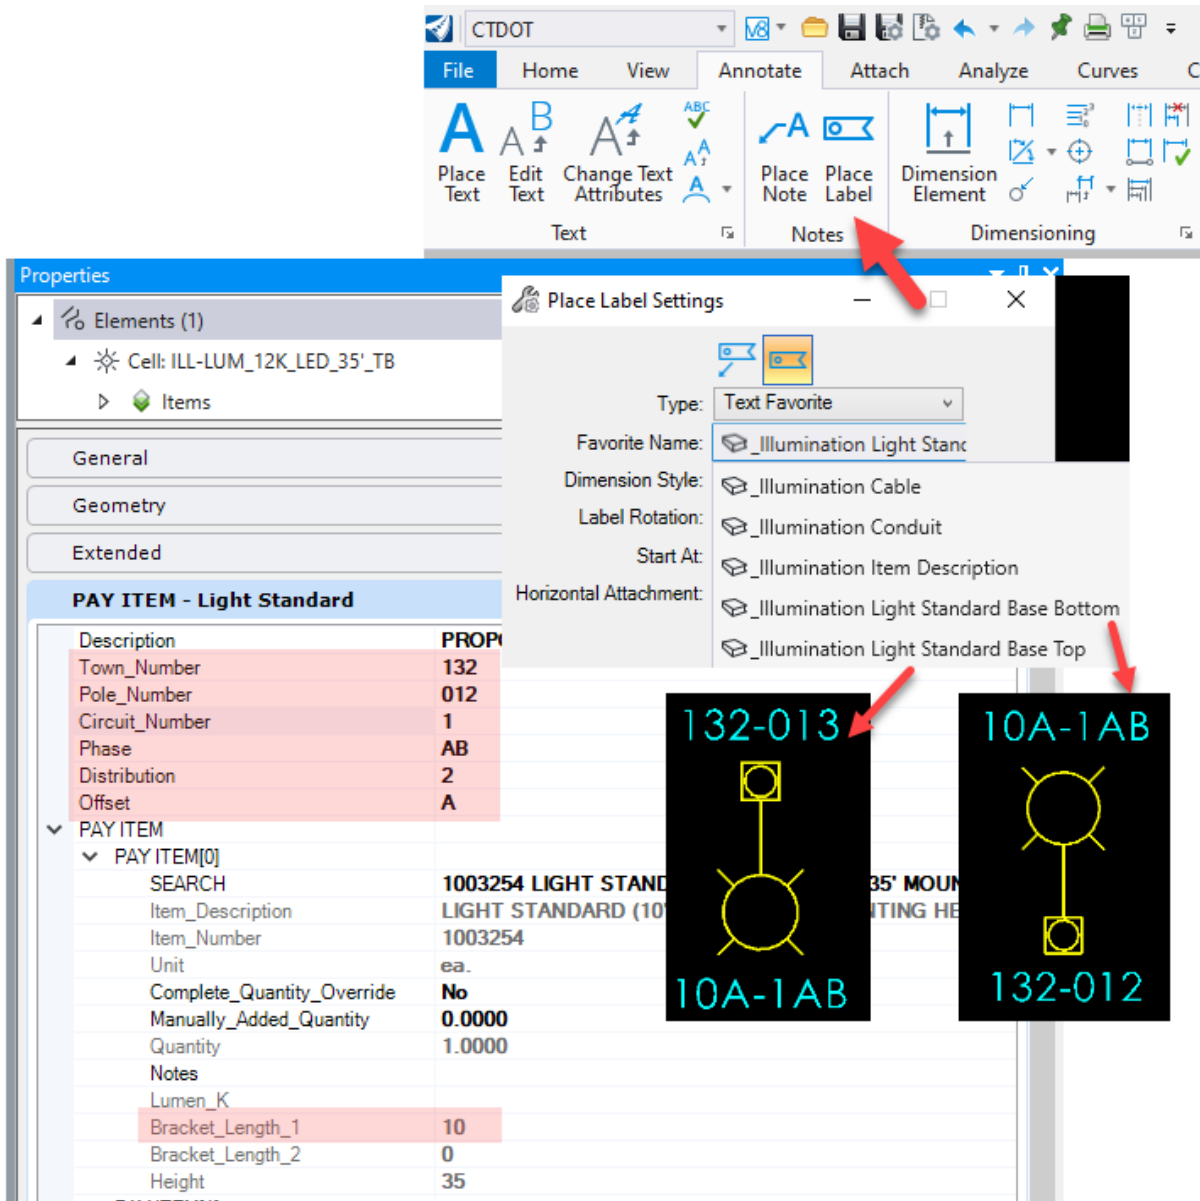 CTDOT
V8
File Home View Annotate Attach Analyze Curves
ABC
Place Text
Edit Text
Change Text Attributes
Place Note
Place Label
Dimension Element
Text
Notes
Dimensioning
Properties
Elements (1)
Cell: ILL-LUM_12K_LED_35'_TB
Items
General
Geometry
Extended
PAY ITEM - Light Standard
Description PROPO
Town_Number 132
Pole_Number 012
Circuit_Number 1
Phase AB
Distribution 2
Offset A
PAY ITEM
PAY ITEM[0]
SEARCH 1003254 LIGHT STAND 35' MOUN
Item_Description LIGHT STANDARD (10' NTING HE
Item_Number 1003254
Unit ea.
Complete_Quantity_Override No
Manually_Added_Quantity 0.0000
Quantity 1.0000
Notes
Lumen_K
Bracket_Length_1 10
Bracket_Length_2 0
Height 35
Place Label Settings
Type: Text Favorite
Favorite Name: _Illumination Light Stand
Dimension Style:
Label Rotation:
Start At:
Horizontal Attachment:
_Illumination Cable
_Illumination Conduit
_Illumination Item Description
_Illumination Light Standard Base Bottom
_Illumination Light Standard Base Top
132-013
10A-1AB
10A-1AB
132-012